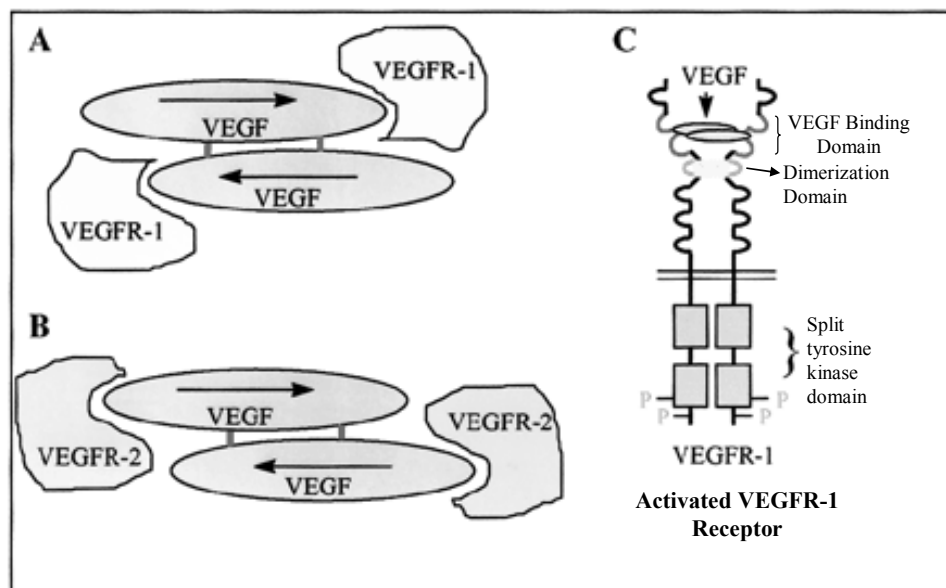 A
VEGFR-1
VEGF
VEGF
VEGFR-1
B
VEGF
VEGFR-2
VEGFR-2
VEGF
C
VEGF
VEGF Binding
Domain
Dimerization
Domain
Split
tyrosine
kinase
domain
P
P
P
P
VEGFR-1
Activated VEGFR-1
Receptor